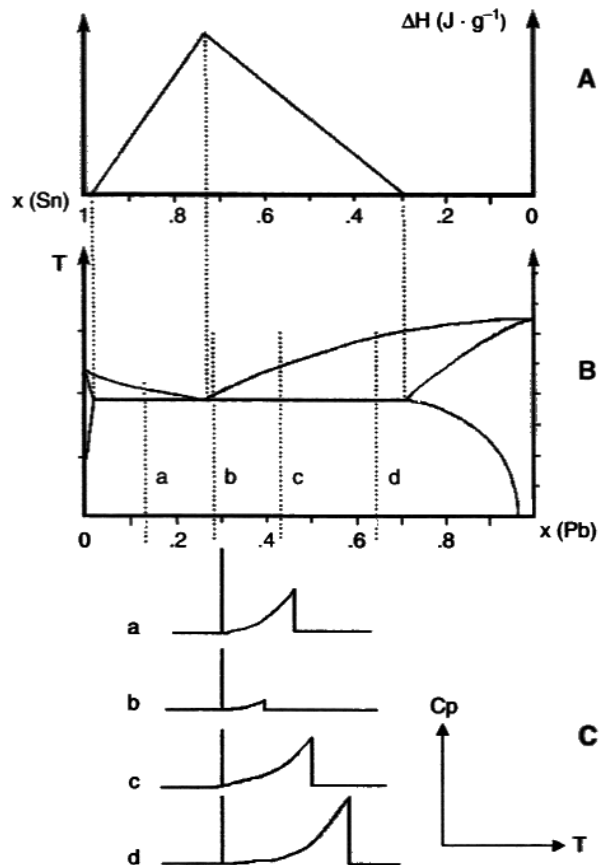 ΔH (J · g⁻¹)
A
x (Sn) 1 .8 .6 .4 .2 0
T
B
a b c d
0 .2 .4 .6 .8 x (Pb)
a
b
Cp
C
c
T
d